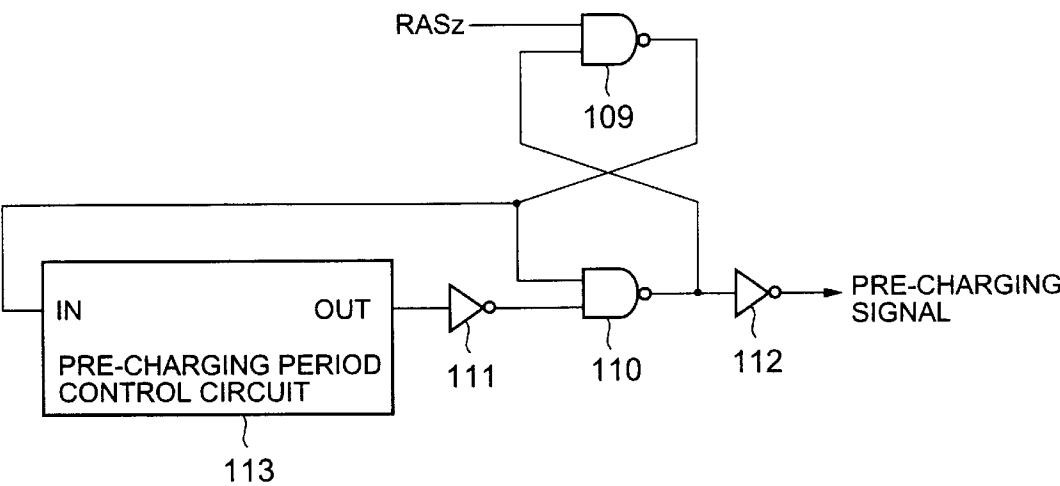 RASz
109
IN
OUT
PRE-CHARGING PERIOD
CONTROL CIRCUIT
113
111
110
112
PRE-CHARGING
SIGNAL